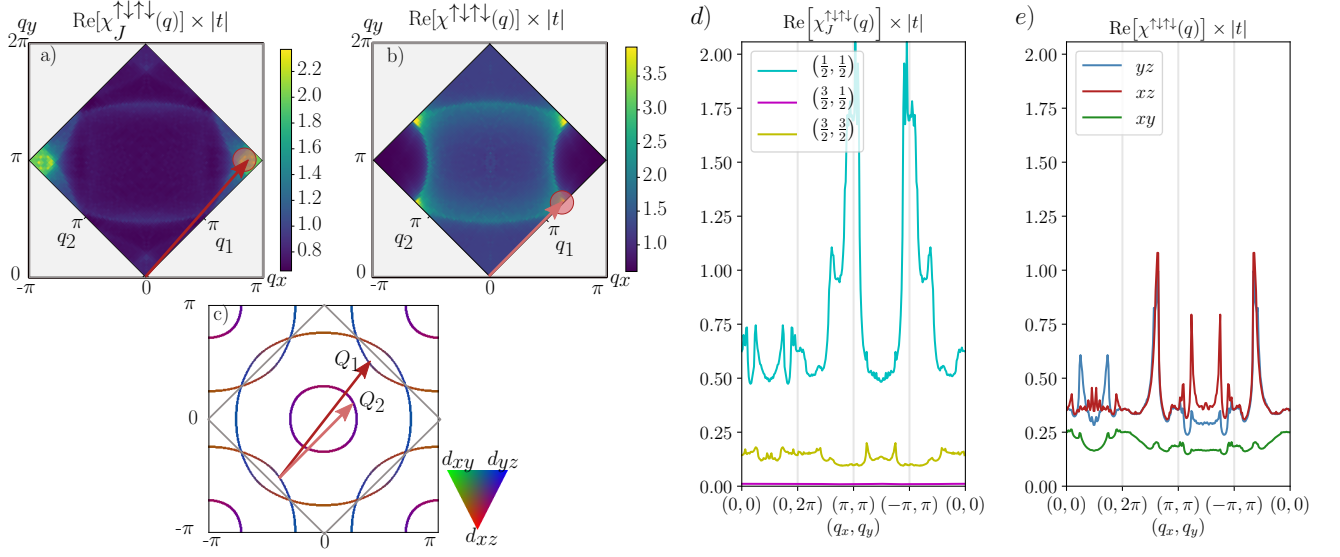 Re[χ_J^{↑↓↑↓}(q)] × |t|
a)
qy
2π
π
0
q2
q1
π
π
qx
-π
0
π
2.2
2.0
1.8
1.6
1.4
1.2
1.0
0.8
Re[χ^{↑↓↑↓}(q)] × |t|
b)
qy
2π
π
0
q2
q1
π
π
qx
-π
0
π
3.5
3.0
2.5
2.0
1.5
1.0
c)
π
0
-π
-π
0
π
Q1
Q2
dxy
dyz
dxz
d)
Re[χ_J^{↑↓↑↓}(q)] × |t|
(1/2, 1/2)
(3/2, 1/2)
(3/2, 3/2)
2.00
1.75
1.50
1.25
1.00
0.75
0.50
0.25
0.00
(0, 0)
(0, 2π)
(π, π)
(−π, π)
(0, 0)
(qx, qy)
e)
Re[χ^{↑↓↑↓}(q)] × |t|
yz
xz
xy
2.00
1.75
1.50
1.25
1.00
0.75
0.50
0.25
0.00
(0, 0)
(0, 2π)
(π, π)
(−π, π)
(0, 0)
(qx, qy)